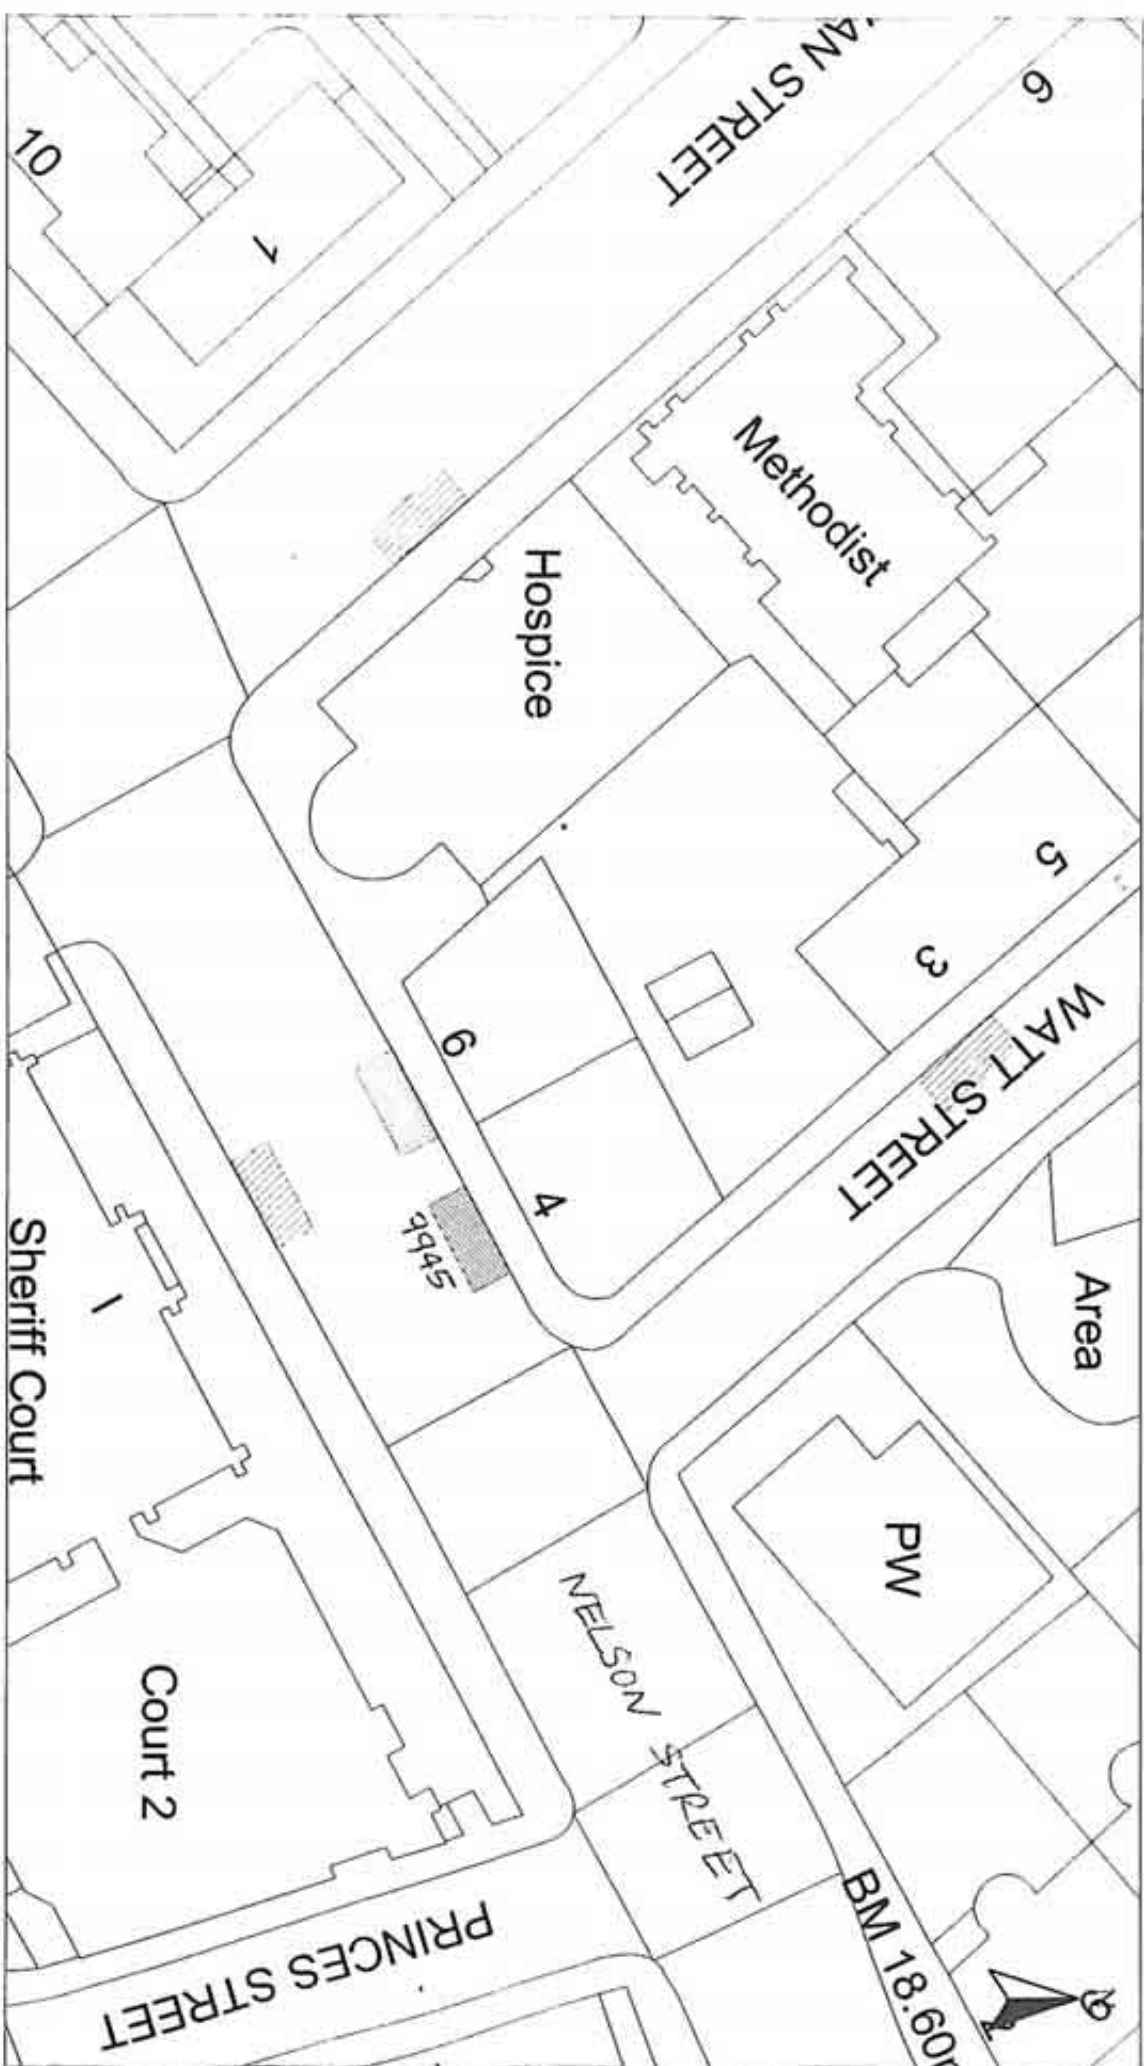 AN STREET
9
10
1
Methodist
Hospice
5
3
WATT STREET
6
4
9945
Area
1
Sheriff Court
PW
NELSON STREET
Court 2
BM 18.60
PRINCES STREET